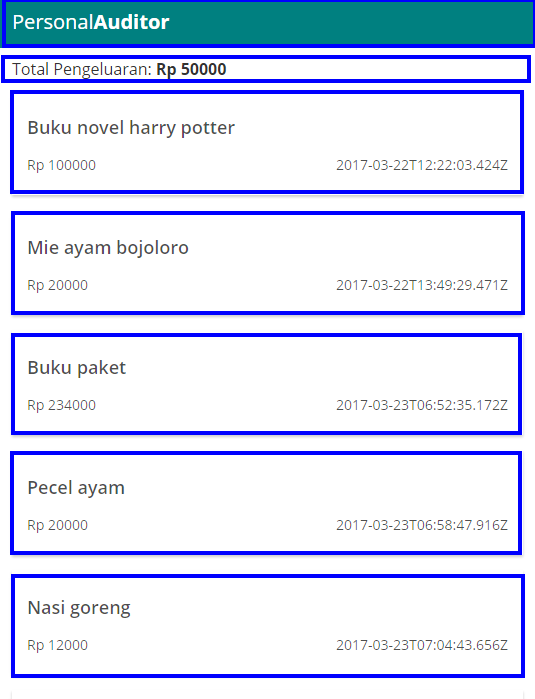 PersonalAuditor
Total Pengeluaran: Rp 50000
Buku novel harry potter
Rp 100000 2017-03-22T12:22:03.424Z
Mie ayam bojoloro
Rp 20000 2017-03-22T13:49:29.471Z
Buku paket
Rp 234000 2017-03-23T06:52:35.172Z
Pecel ayam
Rp 20000 2017-03-23T06:58:47.916Z
Nasi goreng
Rp 12000 2017-03-23T07:04:43.656Z